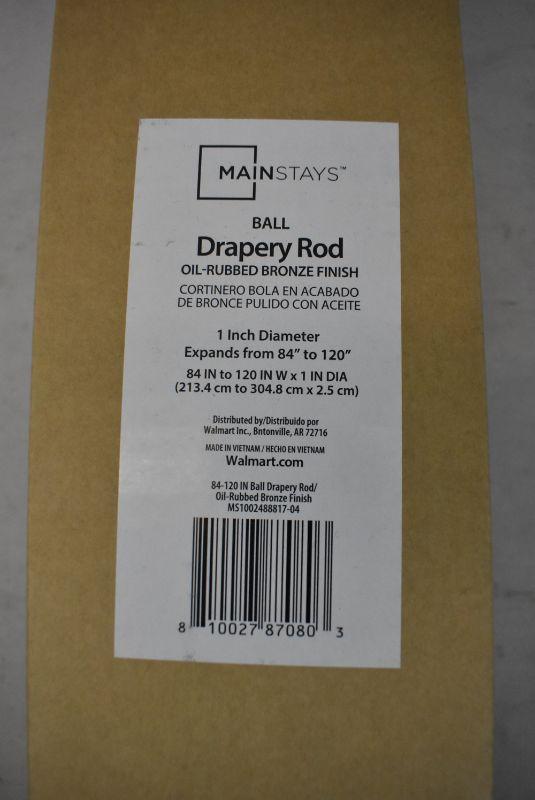 MAINSTAYS™
BALL
Drapery Rod
OIL-RUBBED BRONZE FINISH
CORTINERO BOLA EN ACABADO
DE BRONCE PULIDO CON ACEITE
1 Inch Diameter
Expands from 84" to 120"
84 IN to 120 IN W x 1 IN DIA
(213.4 cm to 304.8 cm x 2.5 cm)
Distributed by/Distribuido por
Walmart Inc., Bntonville, AR 72716
MADE IN VIETNAM / HECHO EN VIETNAM
Walmart.com
84-120 IN Ball Drapery Rod/
Oil-Rubbed Bronze Finish
MS1002488817-04
8 10027 87080 3